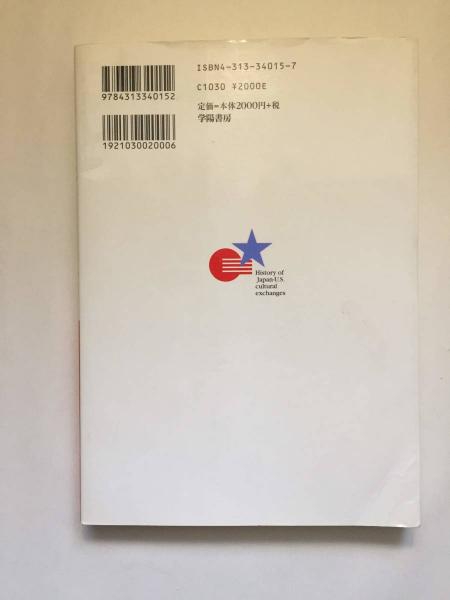 ISBN4-313-34015-7
9784313340152
C1030 ¥2000E
定価=本体2000円+税
学陽書房
1921030020006
History of
Japan-U.S.
cultural
exchanges